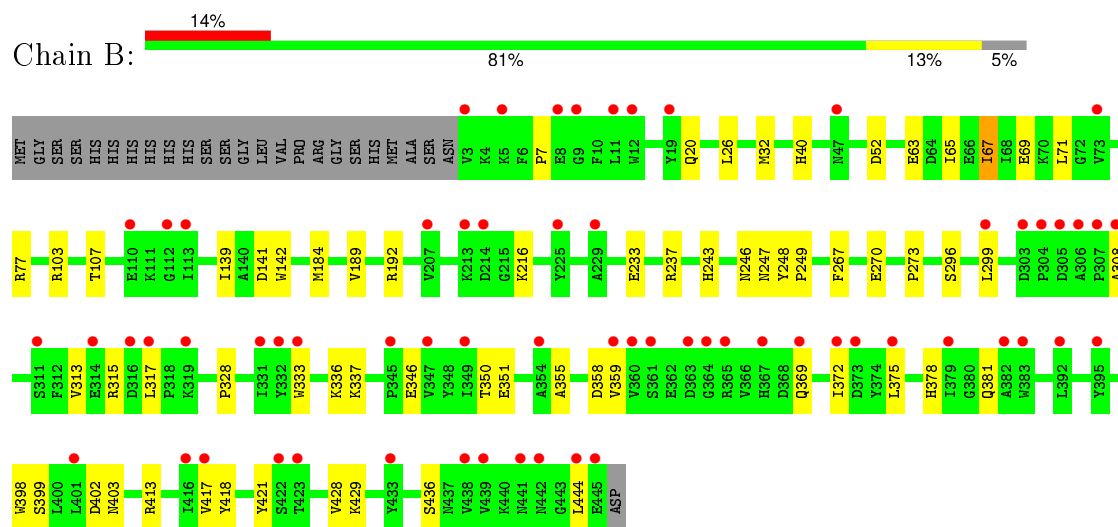 14%
Chain B:
81% 13% 5%
MET GLY SER SER HIS HIS HIS HIS HIS HIS SER SER GLY LEU VAL PRO ARG GLY SER HIS MET ALA SER ASN V3 K4 K5 F6 P7 E8 G9 F10 L11 W12 Y19 Q20 L26 M32 H40 N47 D52 E63 D64 I65 E66 I67 I68 E69 K70 L71 G72 V73
R77 R103 T107 E110 K111 G112 I113 I139 A140 D141 W142 M184 V189 R192 V207 K213 D214 G215 K216 Y225 A229 E233 R237 H243 N246 N247 Y248 P249 F267 E270 P273 S296 L299 D303 P304 D305 A306 P307 A308
S311 F312 V313 E314 R315 D316 L317 P318 K319 P328 I331 Y332 W333 K336 K337 P345 E346 V347 Y348 I349 T350 E351 A354 A355 D358 V359 V360 S361 E362 D363 G364 R365 V366 H367 D368 Q369 I372 D373 Y374 L375 H378 I379 G380 Q381 A382 W383 L392 Y395
W398 S399 L400 L401 D402 N403 R413 I416 V417 Y418 Y421 S422 T423 V428 K429 Y433 S436 N437 V438 V439 K440 N441 N442 G443 L444 E445 ASP